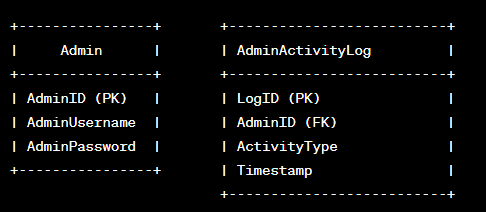 Admin
AdminID (PK)
AdminUsername
AdminPassword
AdminActivityLog
LogID (PK)
AdminID (FK)
ActivityType
Timestamp